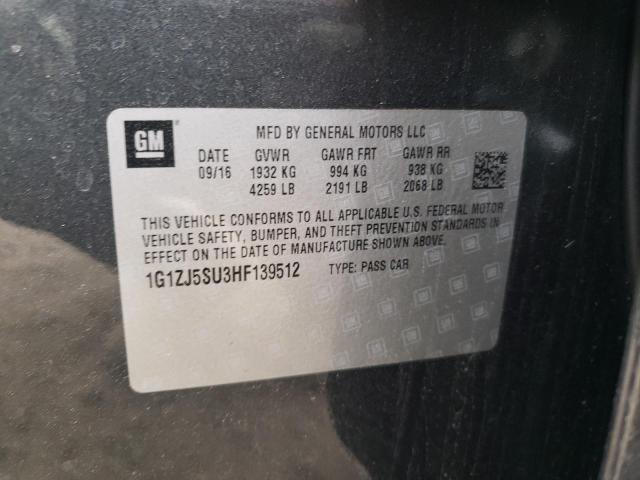 GM
MFD BY GENERAL MOTORS LLC
DATE GVWR GAWR FRT GAWR RR
09/16 1932 KG 994 KG 938 KG
4259 LB 2191 LB 2068 LB
THIS VEHICLE CONFORMS TO ALL APPLICABLE U.S. FEDERAL MOTOR
VEHICLE SAFETY, BUMPER, AND THEFT PREVENTION STANDARDS IN
EFFECT ON THE DATE OF MANUFACTURE SHOWN ABOVE.
1G1ZJ5SU3HF139512 TYPE: PASS CAR